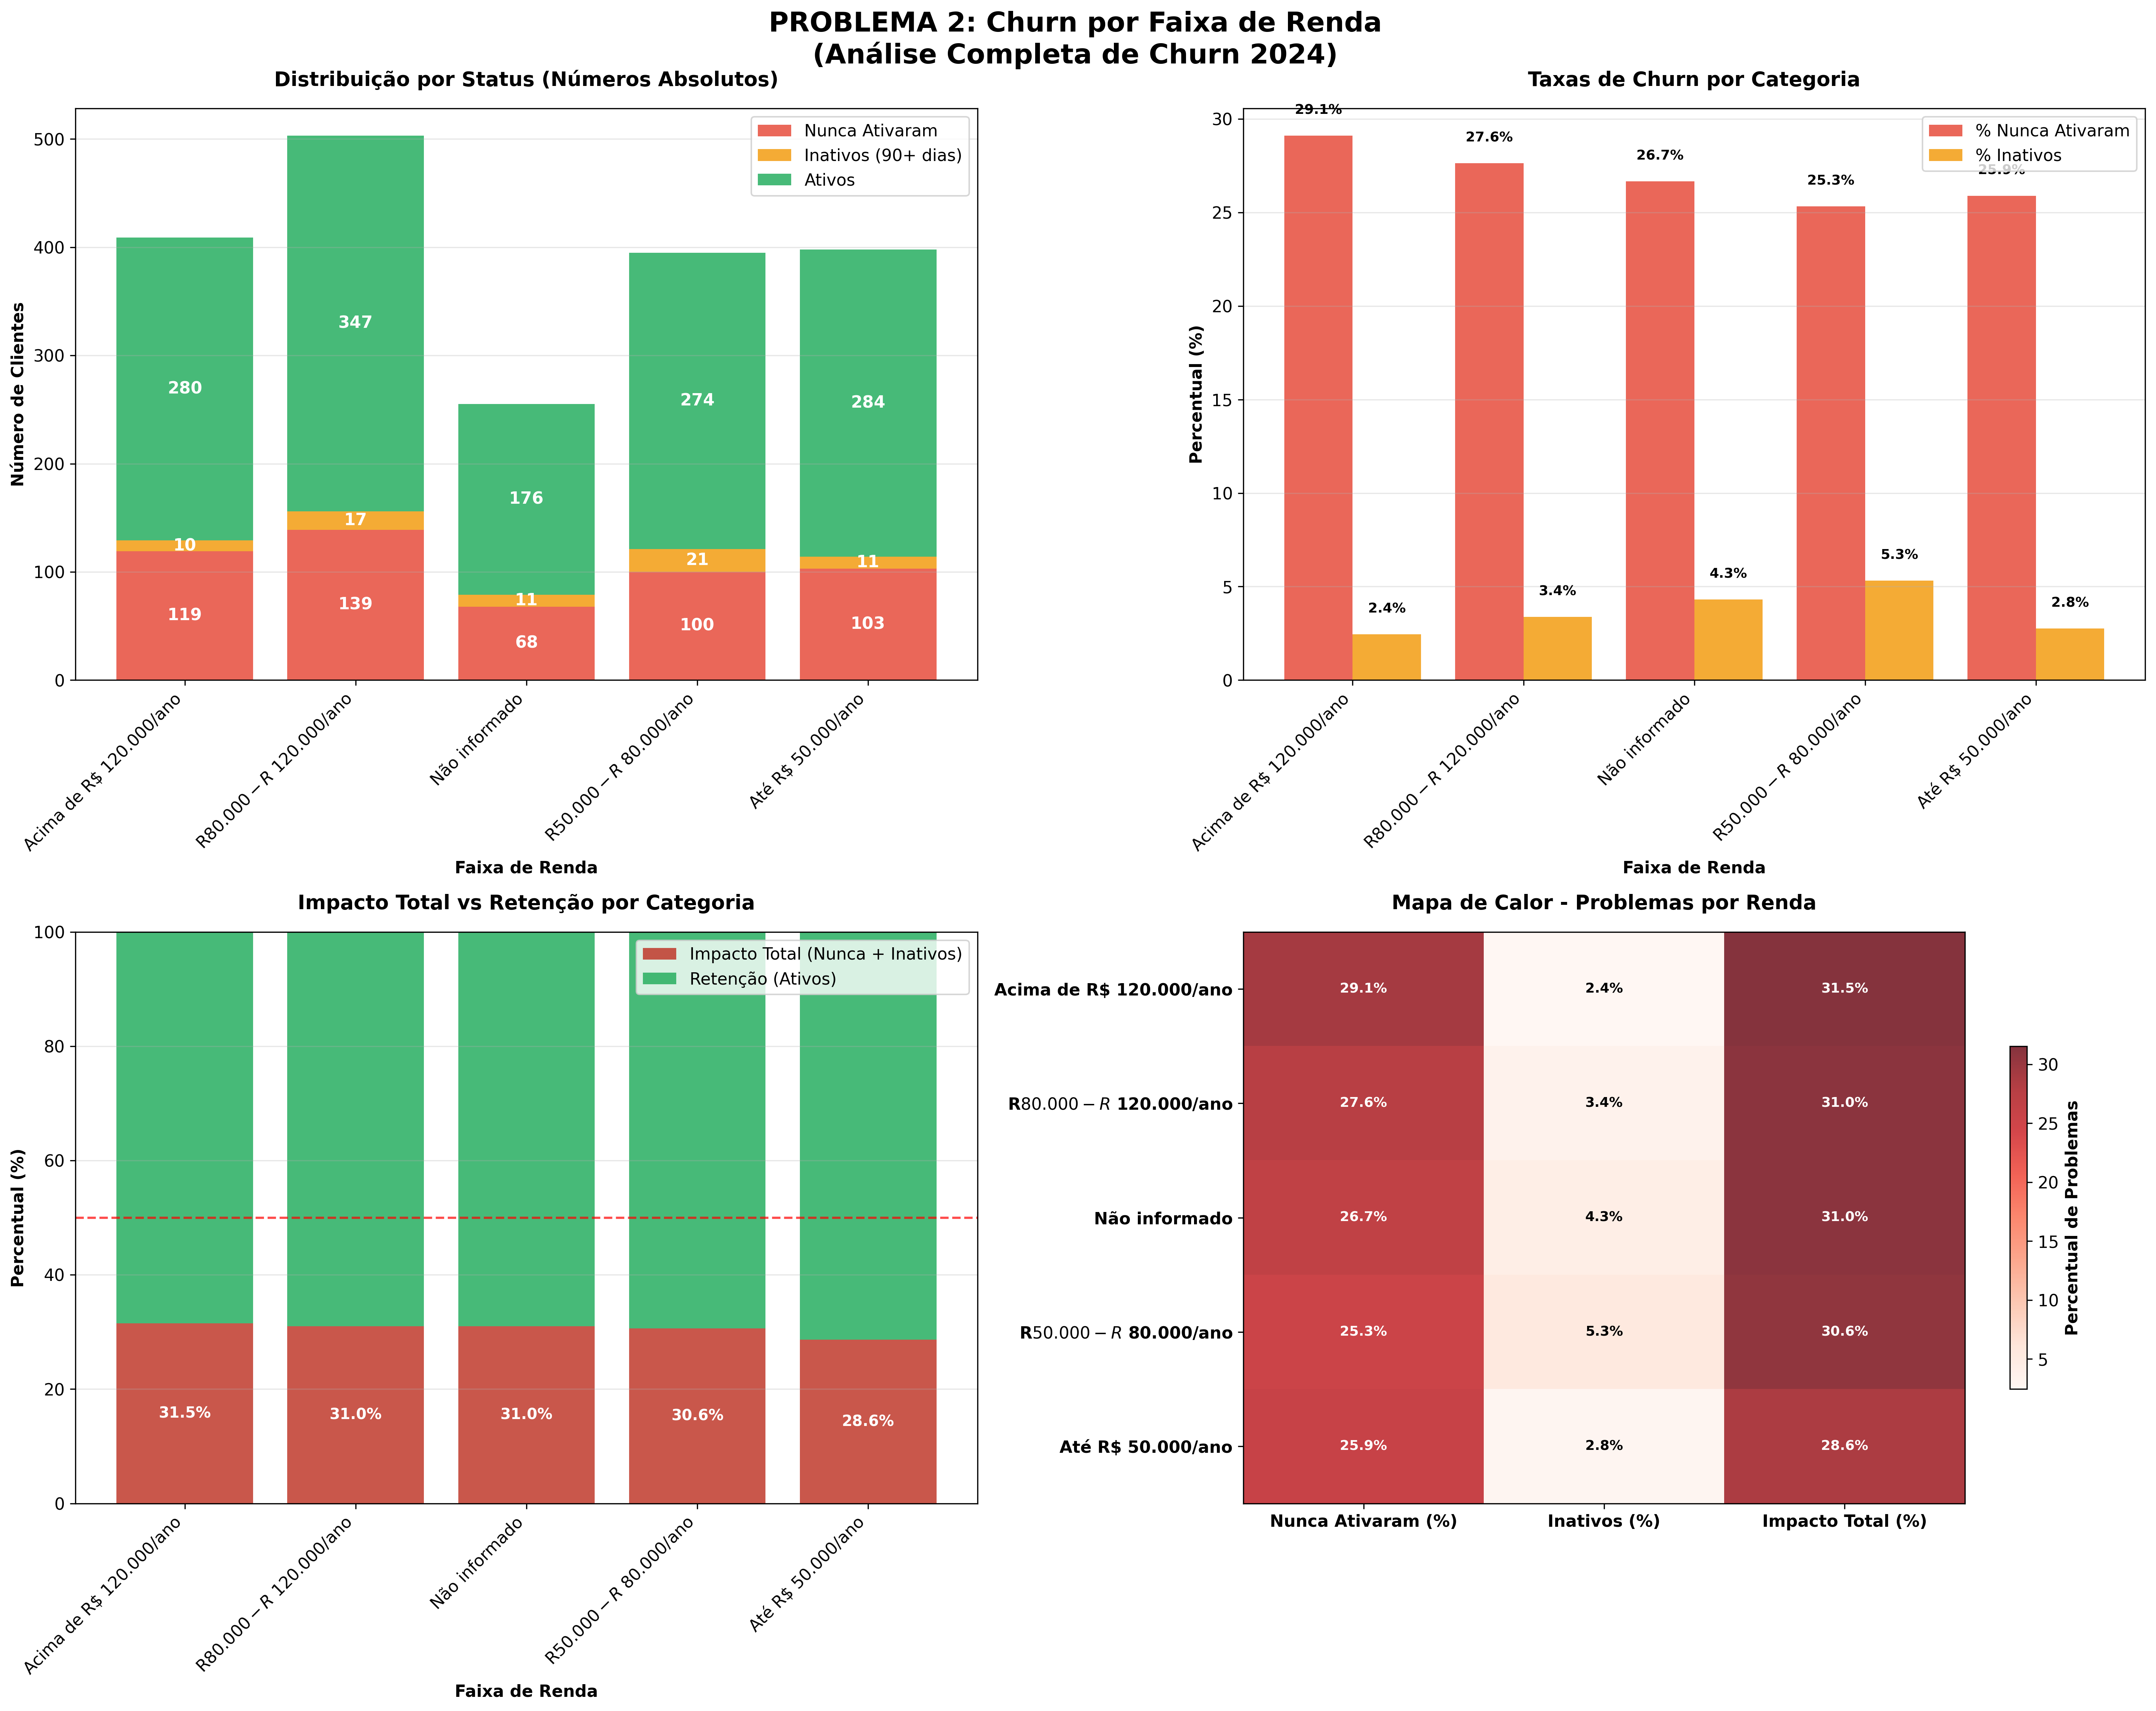 PROBLEMA 2: Churn por Faixa de Renda
(Análise Completa de Churn 2024)
Distribuição por Status (Números Absolutos)
Número de Clientes
500
400
300
200
100
0
Nunca Ativaram
Inativos (90+ dias)
Ativos
280
10
119
347
17
139
176
11
68
274
21
100
284
11
103
Acima de R$ 120.000/ano
R80.000 − R 120.000/ano
Não informado
R50.000 − R 80.000/ano
Até R$ 50.000/ano
Faixa de Renda
Taxas de Churn por Categoria
Percentual (%)
30
25
20
15
10
5
0
% Nunca Ativaram
% Inativos
29.1%
2.4%
27.6%
3.4%
26.7%
4.3%
25.3%
5.3%
25.9%
2.8%
Acima de R$ 120.000/ano
R80.000 − R 120.000/ano
Não informado
R50.000 − R 80.000/ano
Até R$ 50.000/ano
Faixa de Renda
Impacto Total vs Retenção por Categoria
Percentual (%)
100
80
60
40
20
0
Impacto Total (Nunca + Inativos)
Retenção (Ativos)
31.5%
31.0%
31.0%
30.6%
28.6%
Acima de R$ 120.000/ano
R80.000 − R 120.000/ano
Não informado
R50.000 − R 80.000/ano
Até R$ 50.000/ano
Faixa de Renda
Mapa de Calor - Problemas por Renda
Acima de R$ 120.000/ano
29.1%
2.4%
31.5%
R80.000 − R 120.000/ano
27.6%
3.4%
31.0%
Não informado
26.7%
4.3%
31.0%
R50.000 − R 80.000/ano
25.3%
5.3%
30.6%
Até R$ 50.000/ano
25.9%
2.8%
28.6%
Nunca Ativaram (%)
Inativos (%)
Impacto Total (%)
30
25
20
15
10
5
Percentual de Problemas